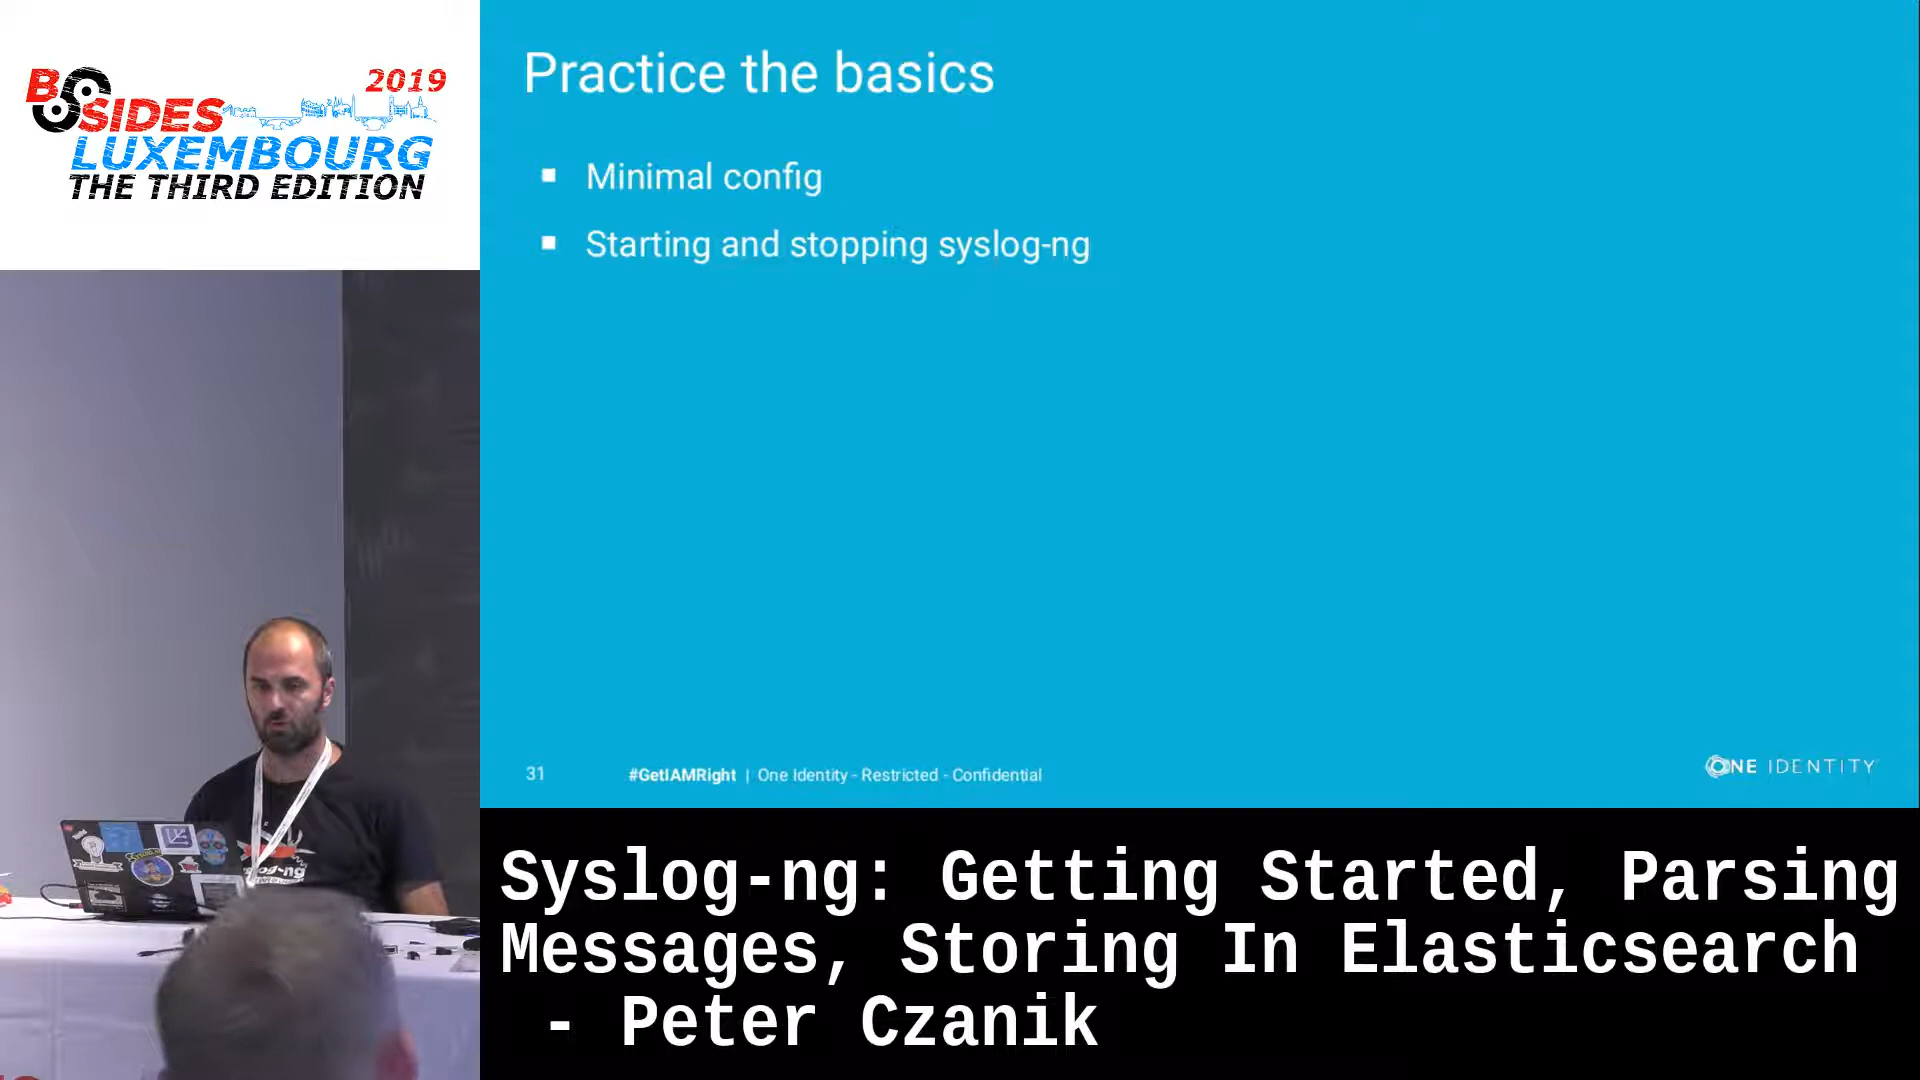 BSIDES
2019
LUXEMBOURG
THE THIRD EDITION
Practice the basics
Minimal config
Starting and stopping syslog-ng
31
#GetIAMRight | One Identity - Restricted - Confidential
ONE IDENTITY
Syslog-ng: Getting Started, Parsing
Messages, Storing In Elasticsearch
- Peter Czanik